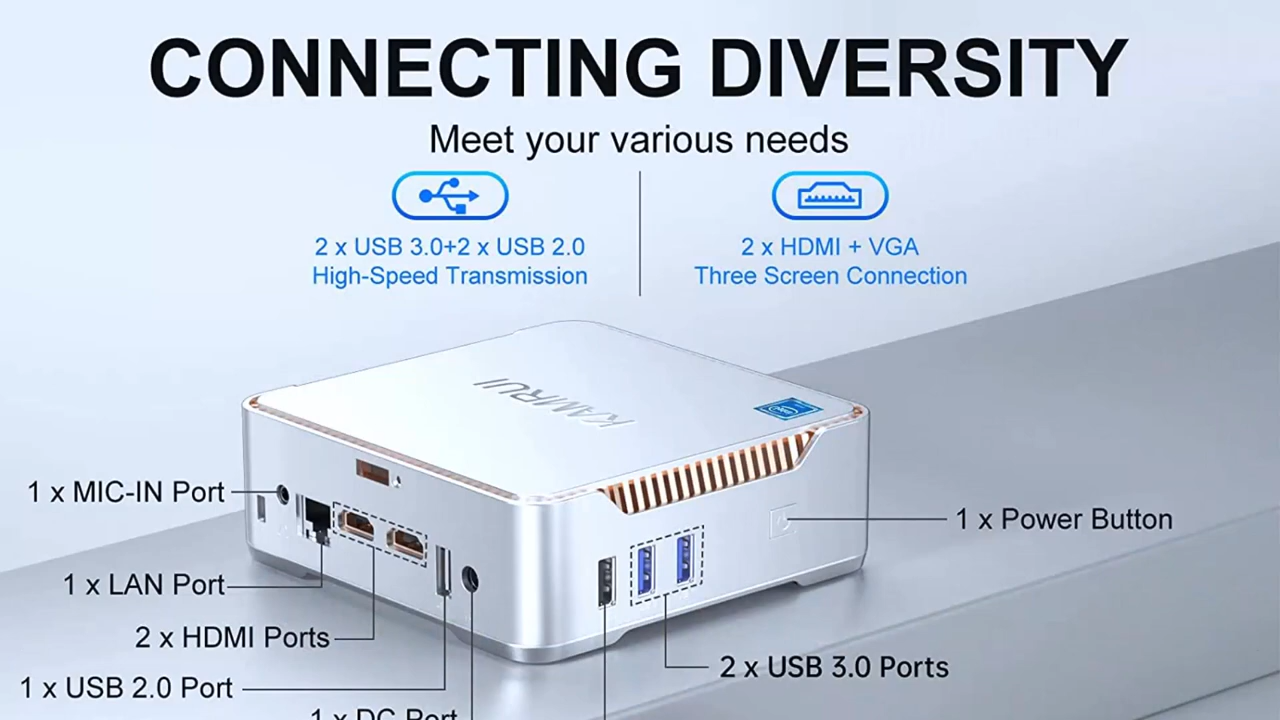 CONNECTING DIVERSITY
Meet your various needs
2 x USB 3.0+2 x USB 2.0
High-Speed Transmission
2 x HDMI + VGA
Three Screen Connection
KAMRUI
1 x MIC-IN Port
1 x Power Button
1 x LAN Port
2 x HDMI Ports
2 x USB 3.0 Ports
1 x USB 2.0 Port
1 x DC Port